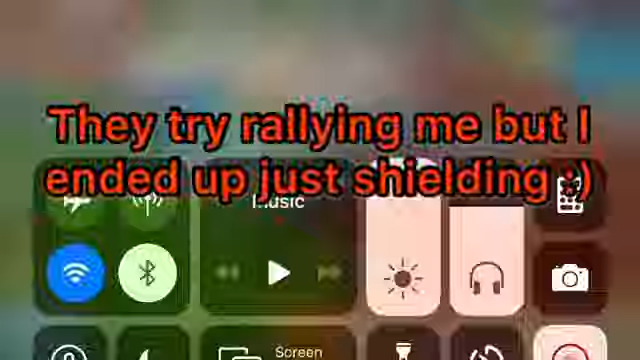 They try rallying me but I
ended up just shielding :)
Music
Screen